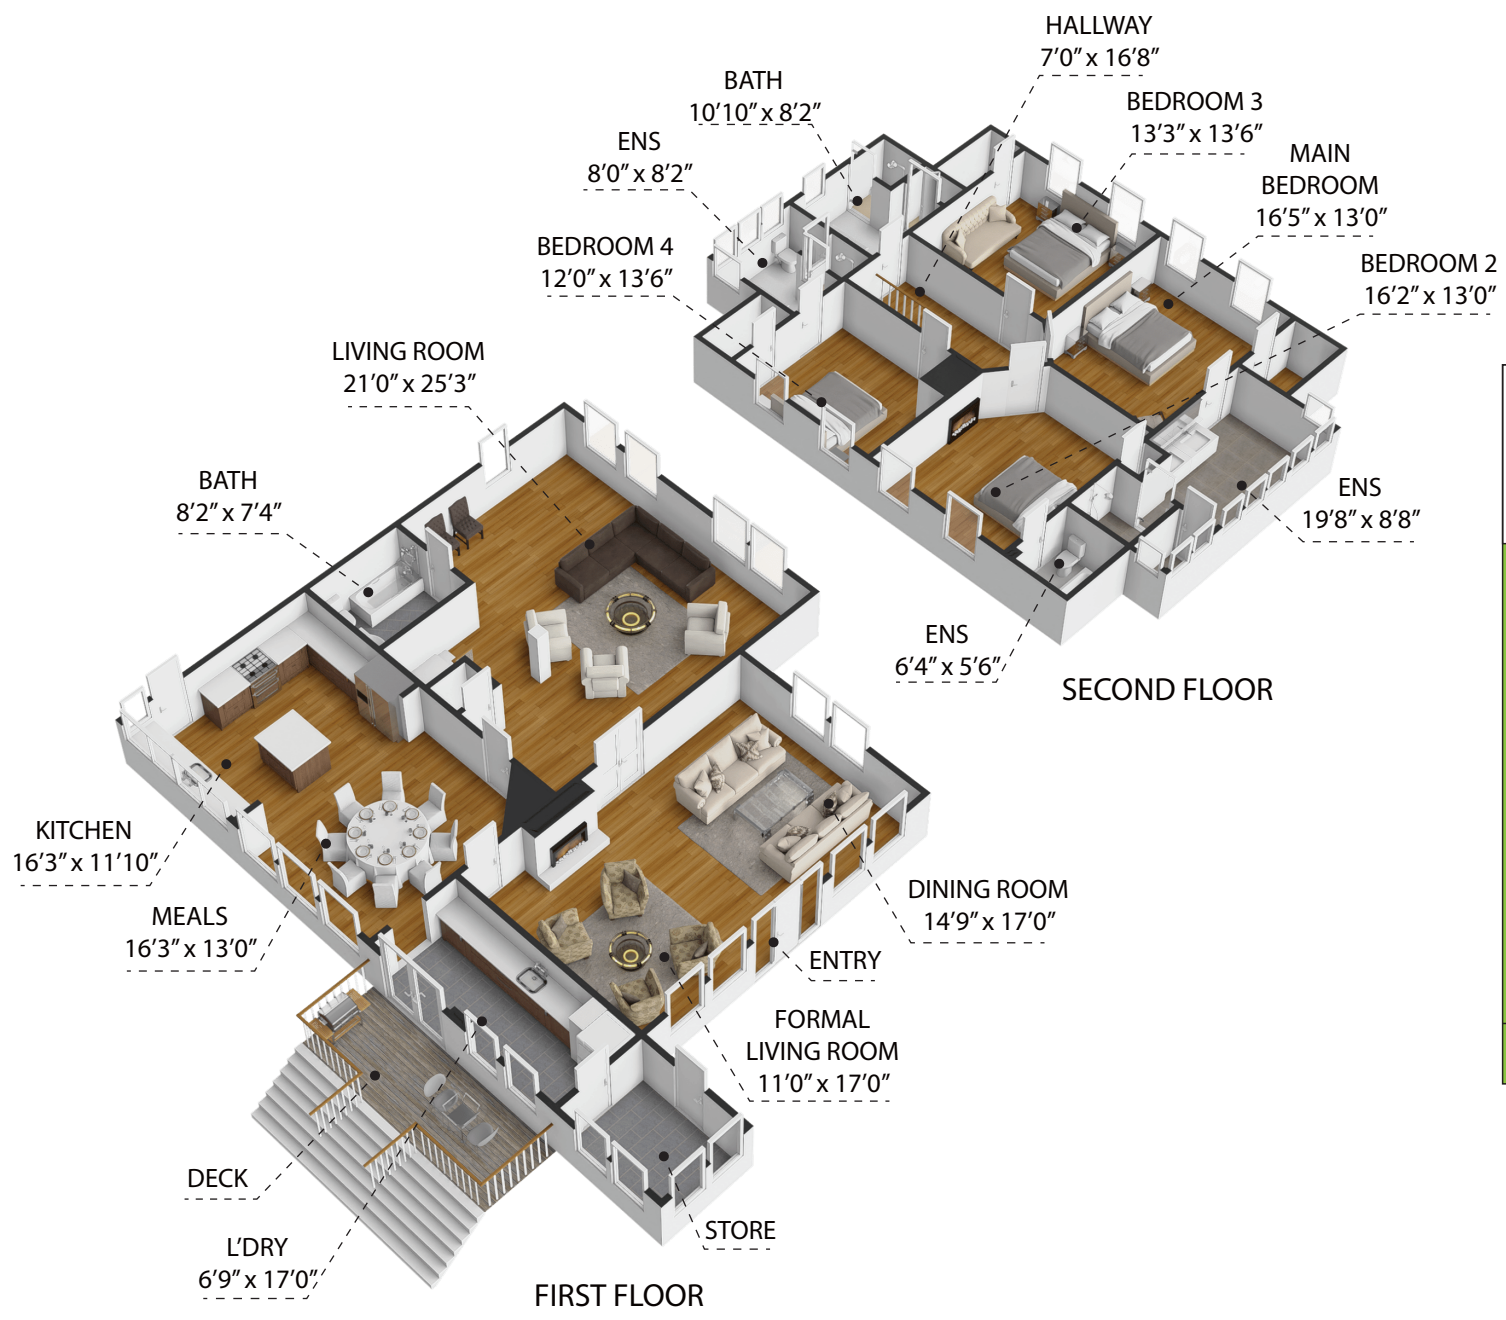 HALLWAY
7'0" x 16'8"
BATH
10'10" x 8'2"
BEDROOM 3
13'3" x 13'6"
ENS
8'0" x 8'2"
MAIN
BEDROOM
16'5" x 13'0"
BEDROOM 4
12'0" x 13'6"
BEDROOM 2
16'2" x 13'0"
LIVING ROOM
21'0" x 25'3"
BATH
8'2" x 7'4"
ENS
19'8" x 8'8"
ENS
6'4" x 5'6"
SECOND FLOOR
KITCHEN
16'3" x 11'10"
MEALS
16'3" x 13'0"
DINING ROOM
14'9" x 17'0"
ENTRY
FORMAL
LIVING ROOM
11'0" x 17'0"
DECK
STORE
L'DRY
6'9" x 17'0"
FIRST FLOOR